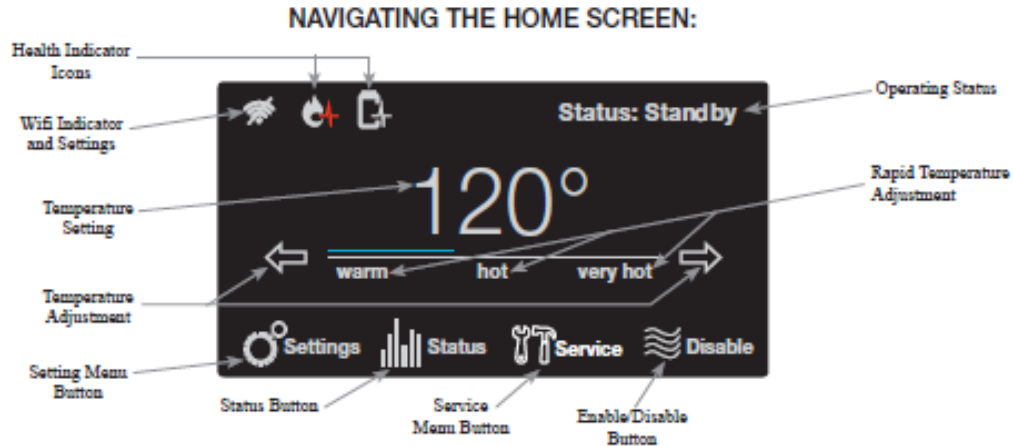 NAVIGATING THE HOME SCREEN:
Health Indicator
Icons
Wifi Indicator
and Settings
Status: Standby
Operating Status
120°
Temperature
Setting
Rapid Temperature
Adjustment
warm hot very hot
Temperature
Adjustment
Settings Status Service Disable
Setting Menu
Button
Status Button
Service
Menu Button
Enable/Disable
Button